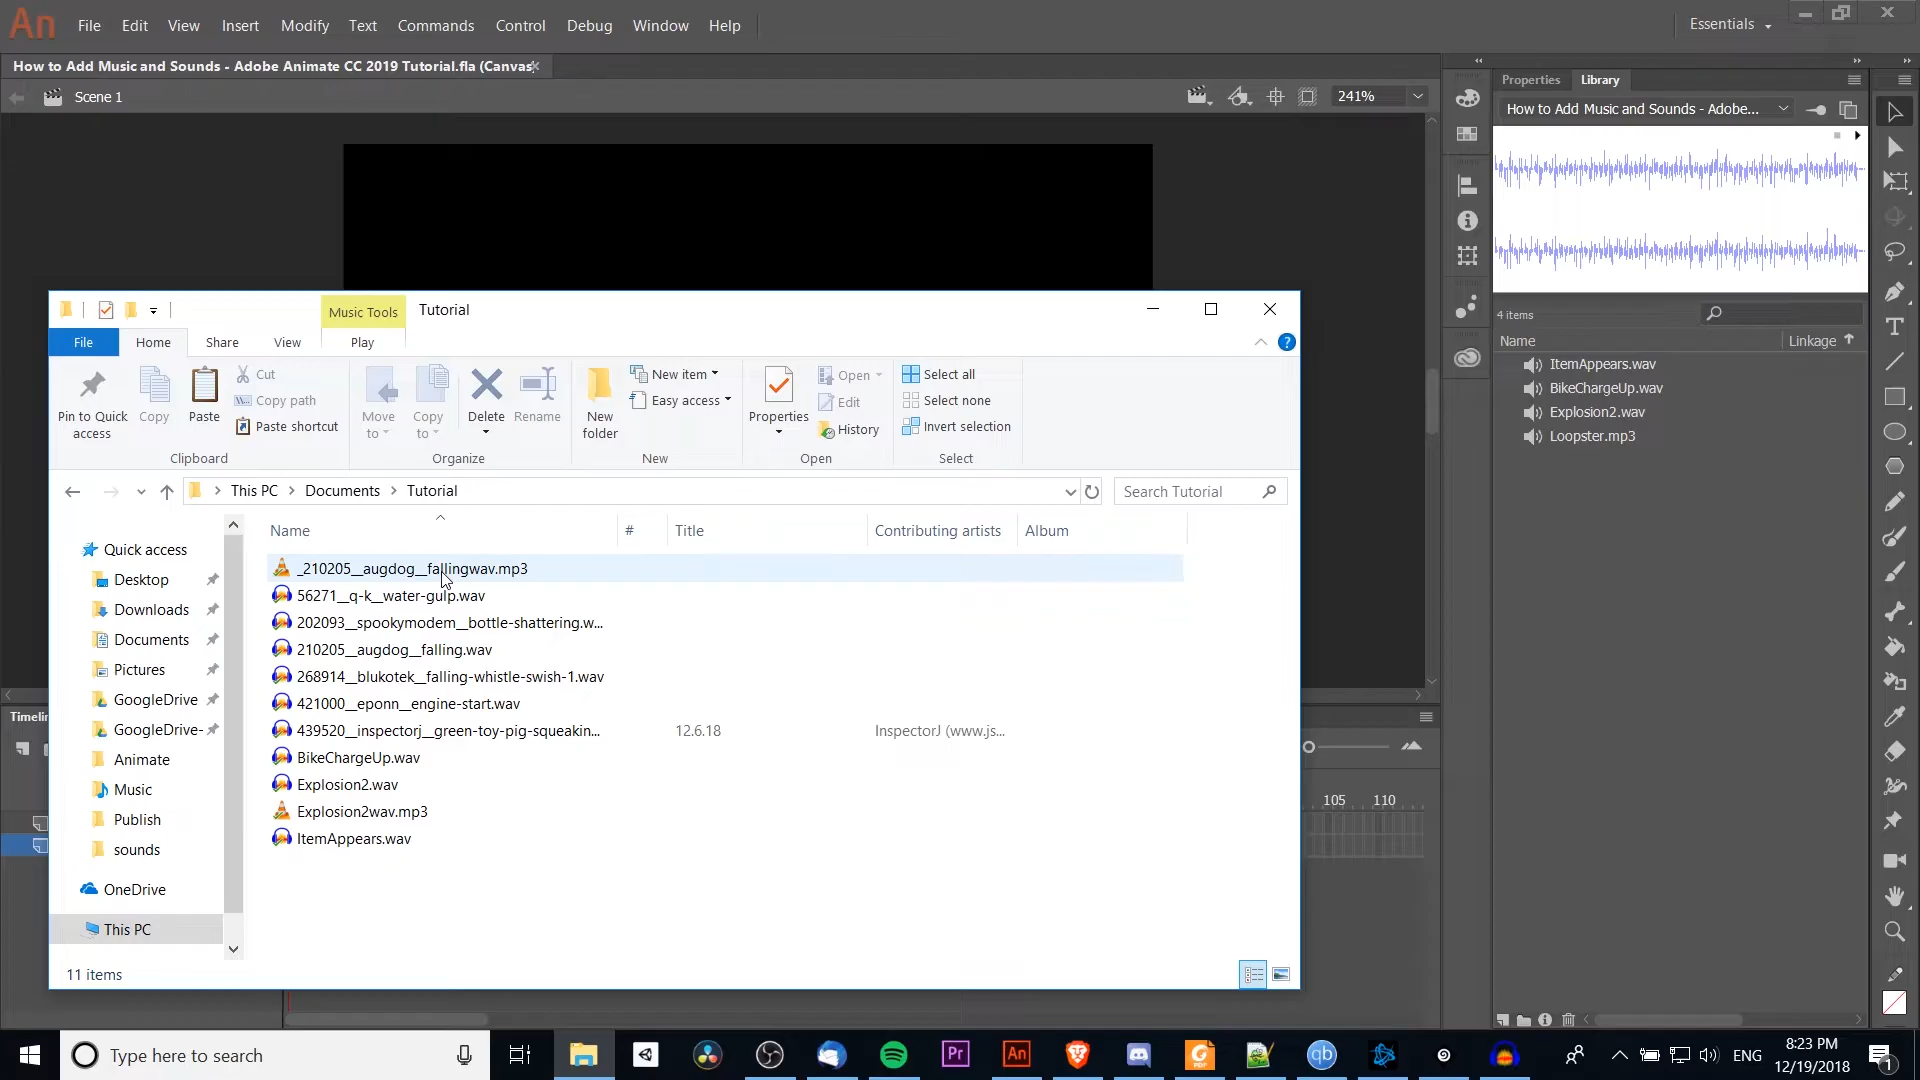 An File Edit View Insert Modify Text Commands Control Debug Window Help
Essentials
How to Add Music and Sounds - Adobe Animate CC 2019 Tutorial.fla (Canvas
Scene 1
241%
Properties Library
How to Add Music and Sounds - Adobe...
4 items
Name Linkage
ItemAppears.wav
BikeChargeUp.wav
Explosion2.wav
Loopster.mp3
Music Tools Tutorial
File Home Share View Play
Pin to Quick access
Copy
Paste
Cut
Copy path
Paste shortcut
Clipboard
Move to
Copy to
Delete
Rename
Organize
New folder
New item
Easy access
New
Properties
Open
Edit
History
Open
Select all
Select none
Invert selection
Select
This PC Documents Tutorial
Search Tutorial
Name # Title Contributing artists Album
Quick access
Desktop
Downloads
Documents
Pictures
GoogleDrive
GoogleDrive-
Animate
Music
Publish
sounds
OneDrive
This PC
_210205__augdog__fallingwav.mp3
56271__q-k__water-gulp.wav
202093__spookymodem__bottle-shattering.w...
210205__augdog__falling.wav
268914__blukotek__falling-whistle-swish-1.wav
421000__eponn__engine-start.wav
439520__inspectorj__green-toy-pig-squeakin... 12.6.18 InspectorJ (www.js...
BikeChargeUp.wav
Explosion2.wav
Explosion2wav.mp3
ItemAppears.wav
11 items
Timelin
105 110
Type here to search
Pr
An
qb
ENG
8:23 PM
12/19/2018
1